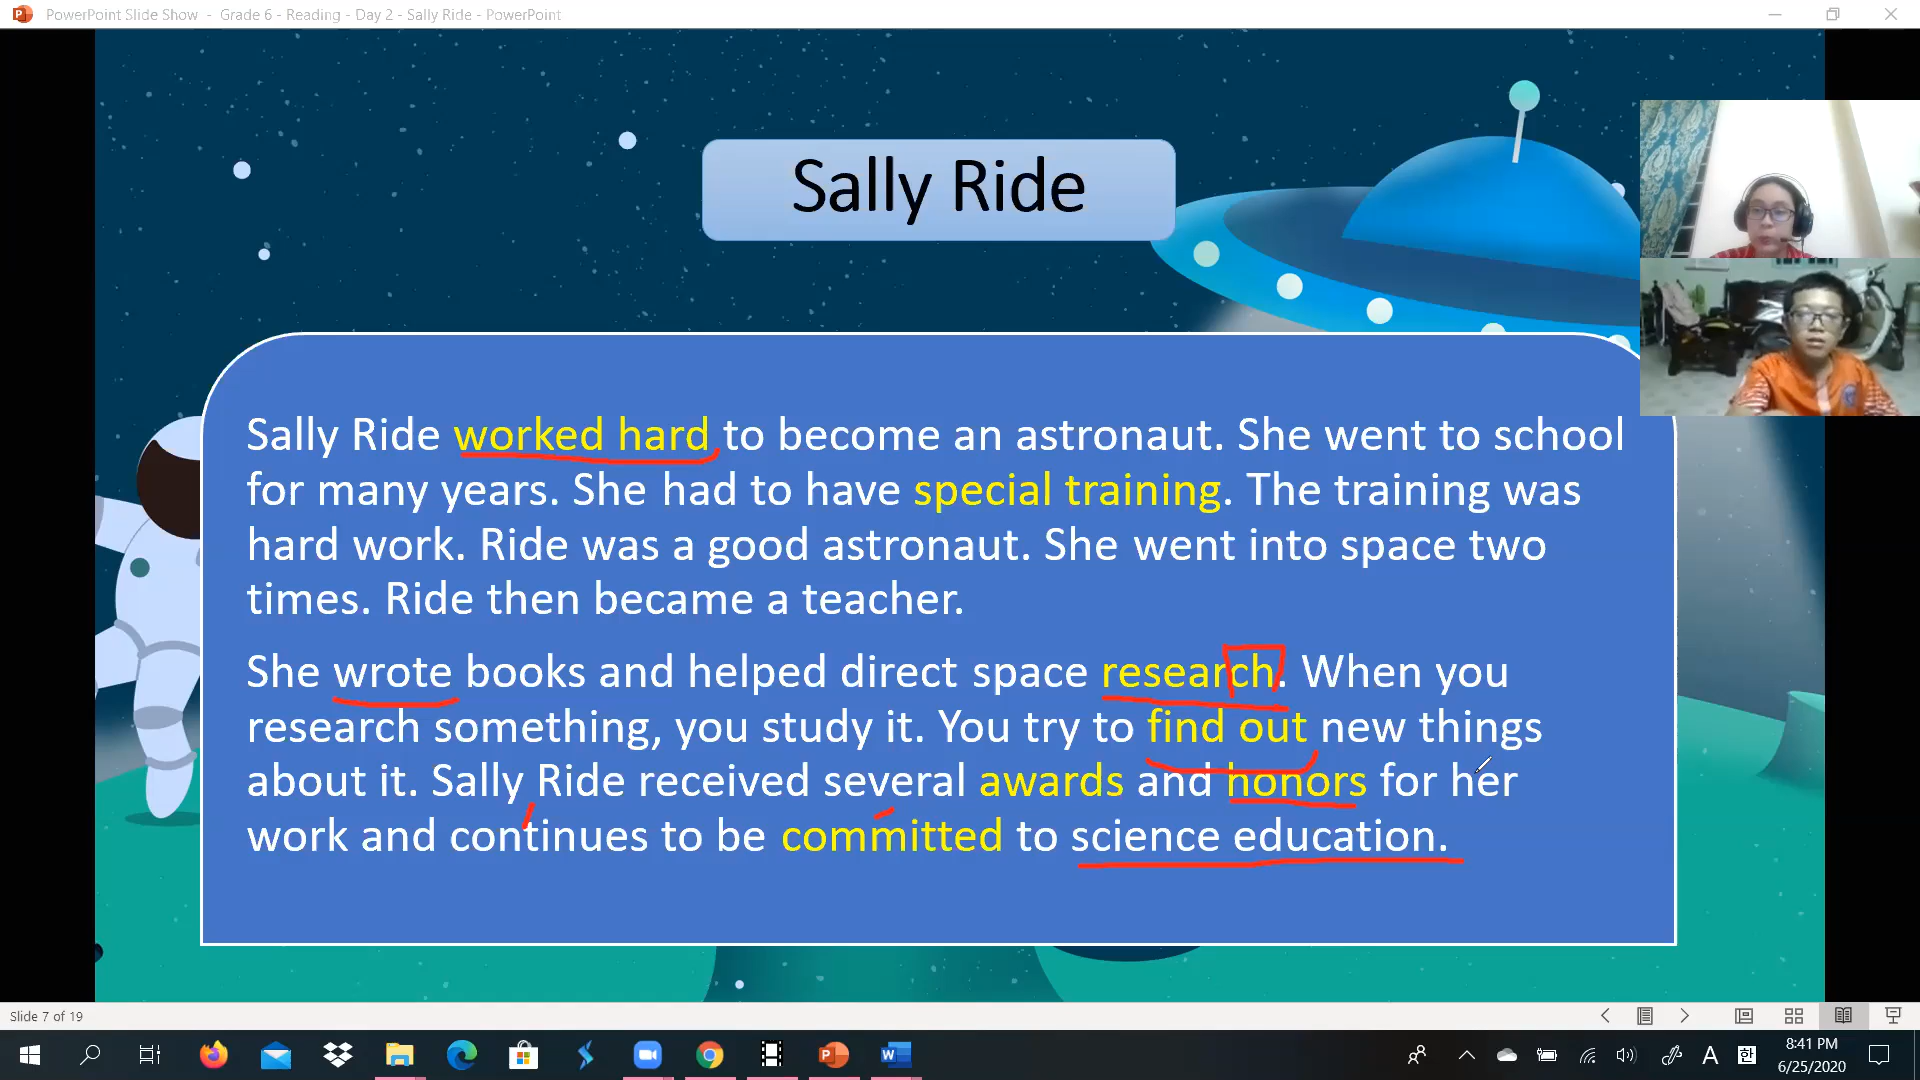 PowerPoint Slide Show - Grade 6 - Reading - Day 2 - Sally Ride - PowerPoint
Sally Ride
Sally Ride worked hard to become an astronaut. She went to school
for many years. She had to have special training. The training was
hard work. Ride was a good astronaut. She went into space two
times. Ride then became a teacher.
She wrote books and helped direct space research. When you
research something, you study it. You try to find out new things
about it. Sally Ride received several awards and honors for her
work and continues to be committed to science education.
Slide 7 of 19
A 한
8:41 PM
6/25/2020